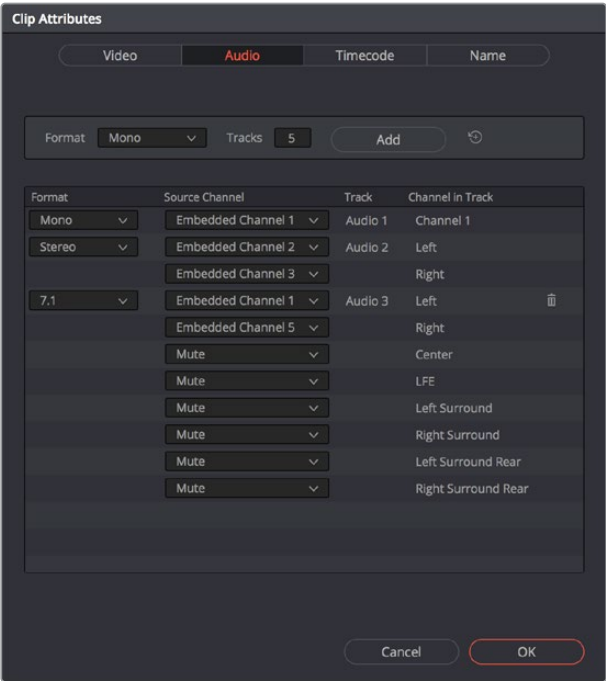 Clip Attributes
Video Audio Timecode Name
Format Mono Tracks 5 Add
Format Source Channel Track Channel in Track
Mono Embedded Channel 1 Audio 1 Channel 1
Stereo Embedded Channel 2 Audio 2 Left
Embedded Channel 3 Right
7.1 Embedded Channel 1 Audio 3 Left
Embedded Channel 5 Right
Mute Center
Mute LFE
Mute Left Surround
Mute Right Surround
Mute Left Surround Rear
Mute Right Surround Rear
Cancel OK